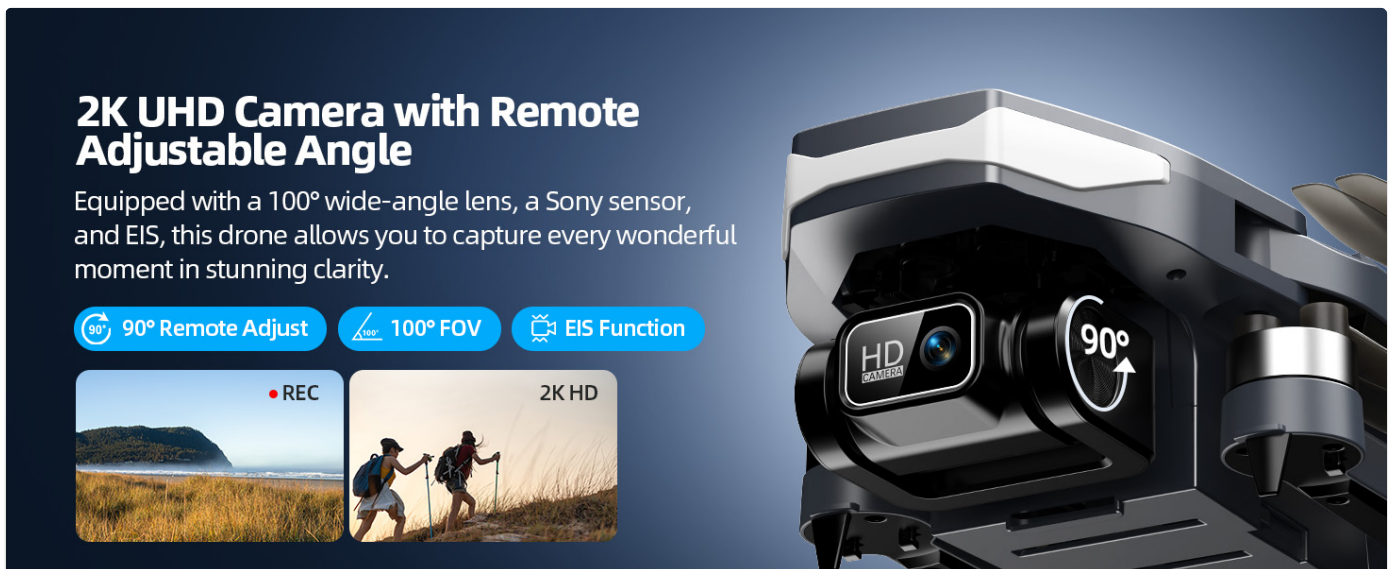 2K UHD Camera with Remote
Adjustable Angle
Equipped with a 100° wide-angle lens, a Sony sensor,
and EIS, this drone allows you to capture every wonderful
moment in stunning clarity.
90° 90° Remote Adjust
100° 100° FOV
EIS Function
REC
2K HD
HD
CAMERA
90°